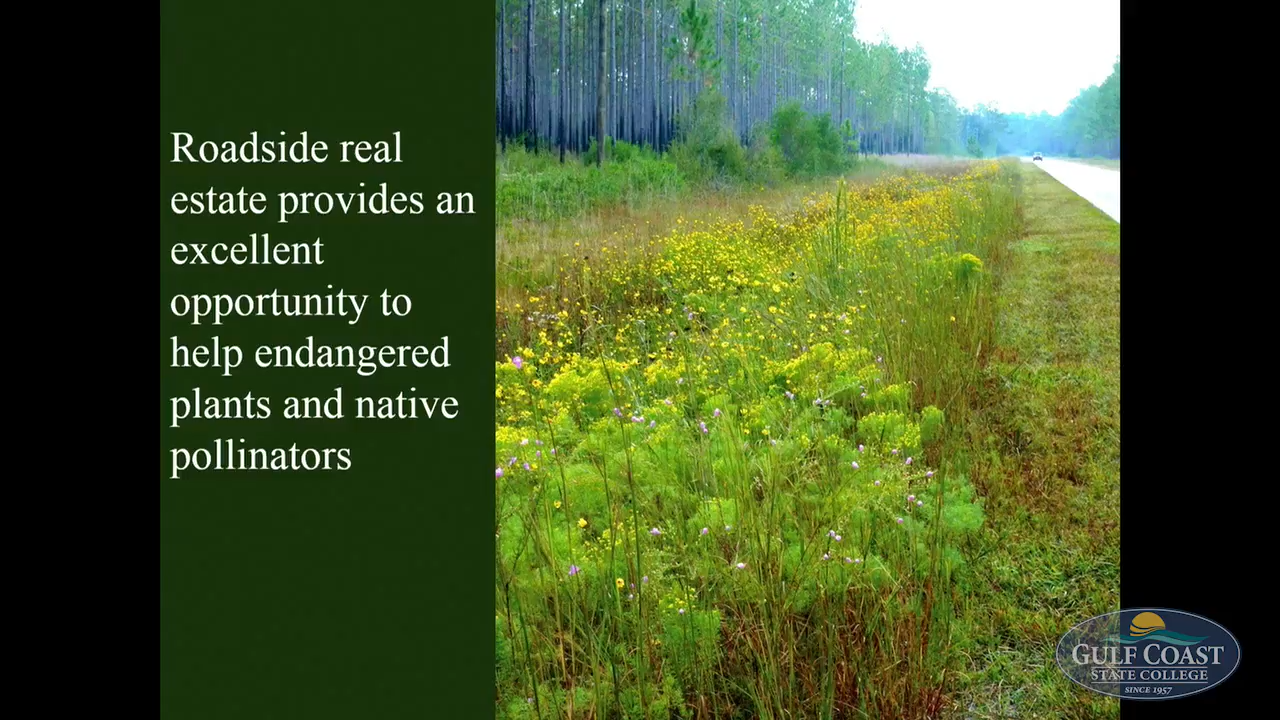 Roadside real
estate provides an
excellent
opportunity to
help endangered
plants and native
pollinators
GULF COAST
STATE COLLEGE
SINCE 1957